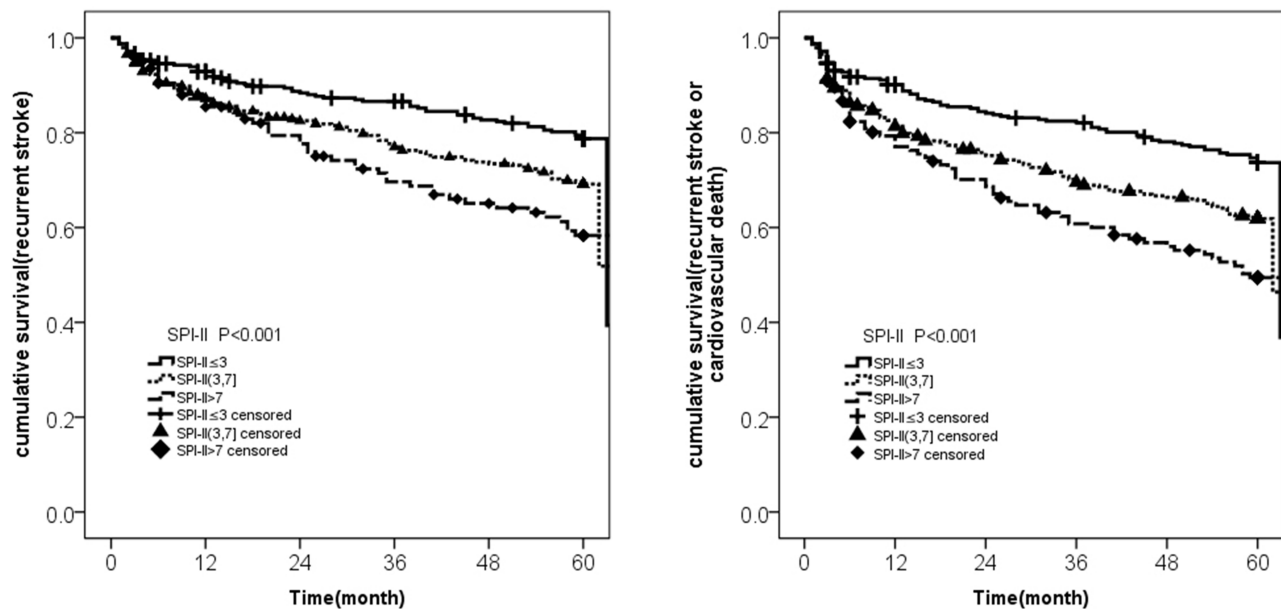 cumulative survival(recurrent stroke)
1.0
0.8
0.6
0.4
0.2
0.0
SPI-II P<0.001
SPI-II≤3
SPI-II(3,7]
SPI-II>7
SPI-II≤3 censored
SPI-II(3,7] censored
SPI-II>7 censored
0 12 24 36 48 60
Time(month)
cumulative survival(recurrent stroke or
cardiovascular death)
1.0
0.8
0.6
0.4
0.2
0.0
SPI-II P<0.001
SPI-II≤3
SPI-II(3,7]
SPI-II>7
SPI-II≤3 censored
SPI-II(3,7] censored
SPI-II>7 censored
0 12 24 36 48 60
Time(month)